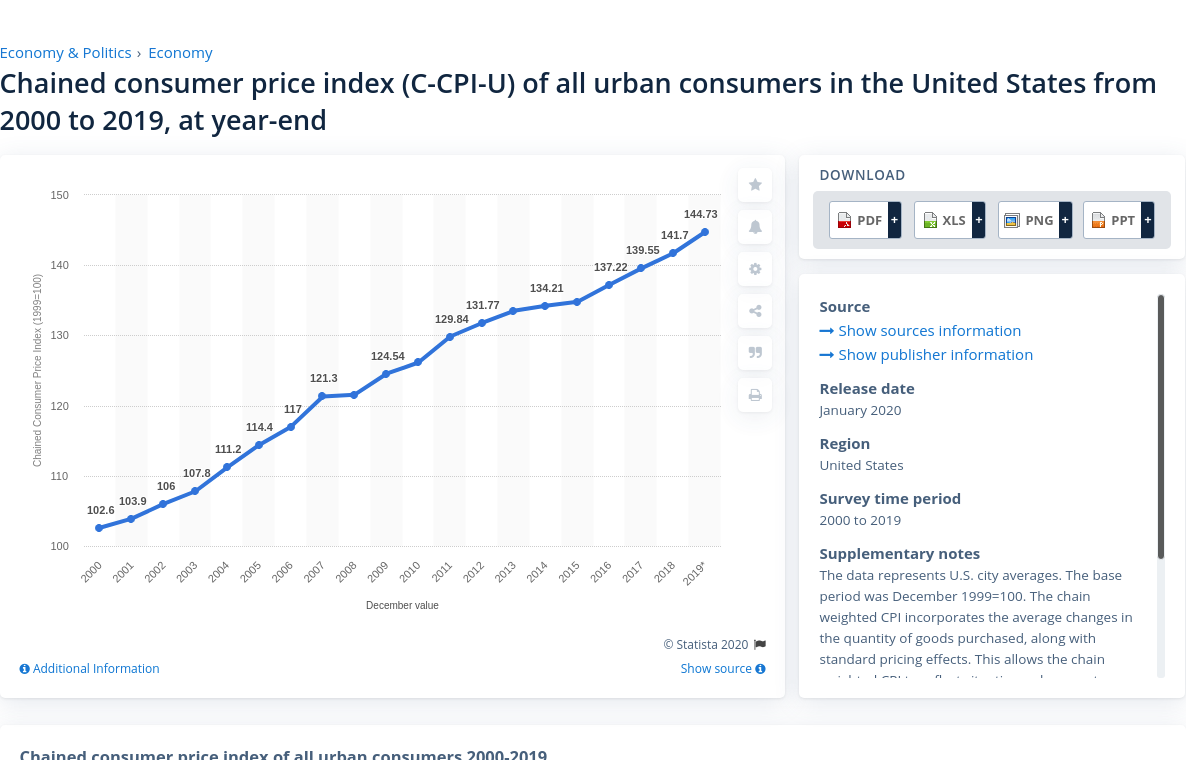 Economy & Politics › Economy
Chained consumer price index (C-CPI-U) of all urban consumers in the United States from
2000 to 2019, at year-end
150
140
130
120
110
100
Chained Consumer Price Index (1999=100)
102.6
103.9
106
107.8
111.2
114.4
117
121.3
124.54
129.84
131.77
134.21
137.22
139.55
141.7
144.73
2000
2001
2002
2003
2004
2005
2006
2007
2008
2009
2010
2011
2012
2013
2014
2015
2016
2017
2018
2019*
December value
© Statista 2020
Additional Information
Show source
DOWNLOAD
PDF +
XLS +
PNG +
PPT +
Source
Show sources information
Show publisher information
Release date
January 2020
Region
United States
Survey time period
2000 to 2019
Supplementary notes
The data represents U.S. city averages. The base
period was December 1999=100. The chain
weighted CPI incorporates the average changes in
the quantity of goods purchased, along with
standard pricing effects. This allows the chain
Chained consumer price index of all urban consumers 2000-2019